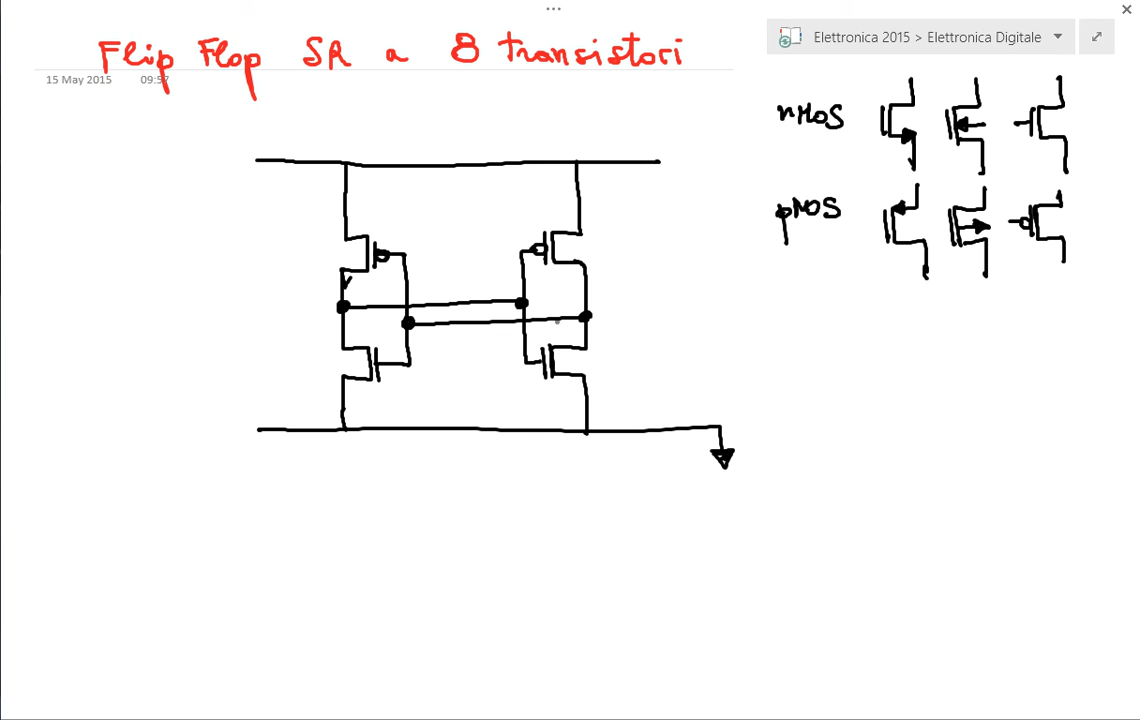 Flip Flop SR a 8 transistori
15 May 2015 09:57
Elettronica 2015 > Elettronica Digitale
nMOS
pMOS